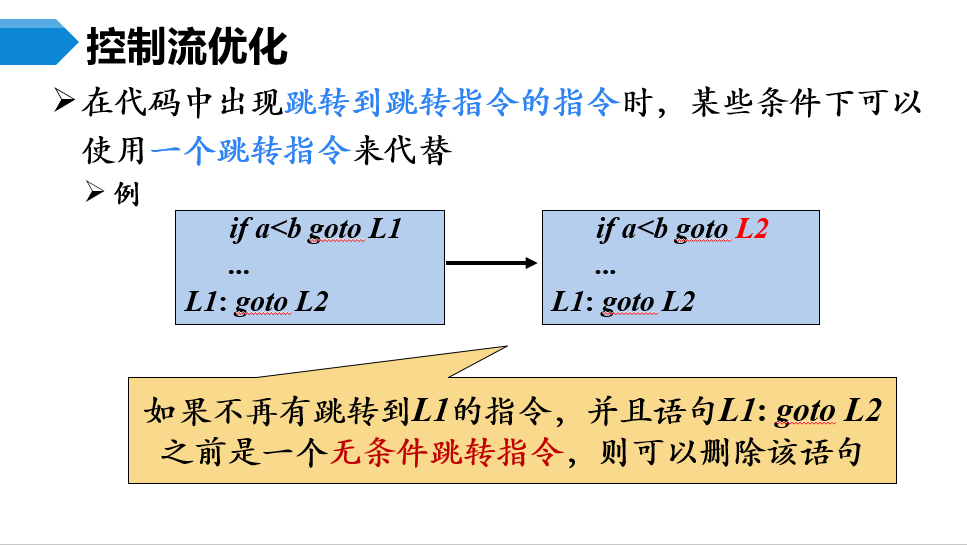 控制流优化
➢在代码中出现跳转到跳转指令的指令时，某些条件下可以
使用一个跳转指令来代替
➢例
if a<b goto L1
...
L1: goto L2
if a<b goto L2
...
L1: goto L2
如果不再有跳转到L1的指令，并且语句L1: goto L2
之前是一个无条件跳转指令，则可以删除该语句